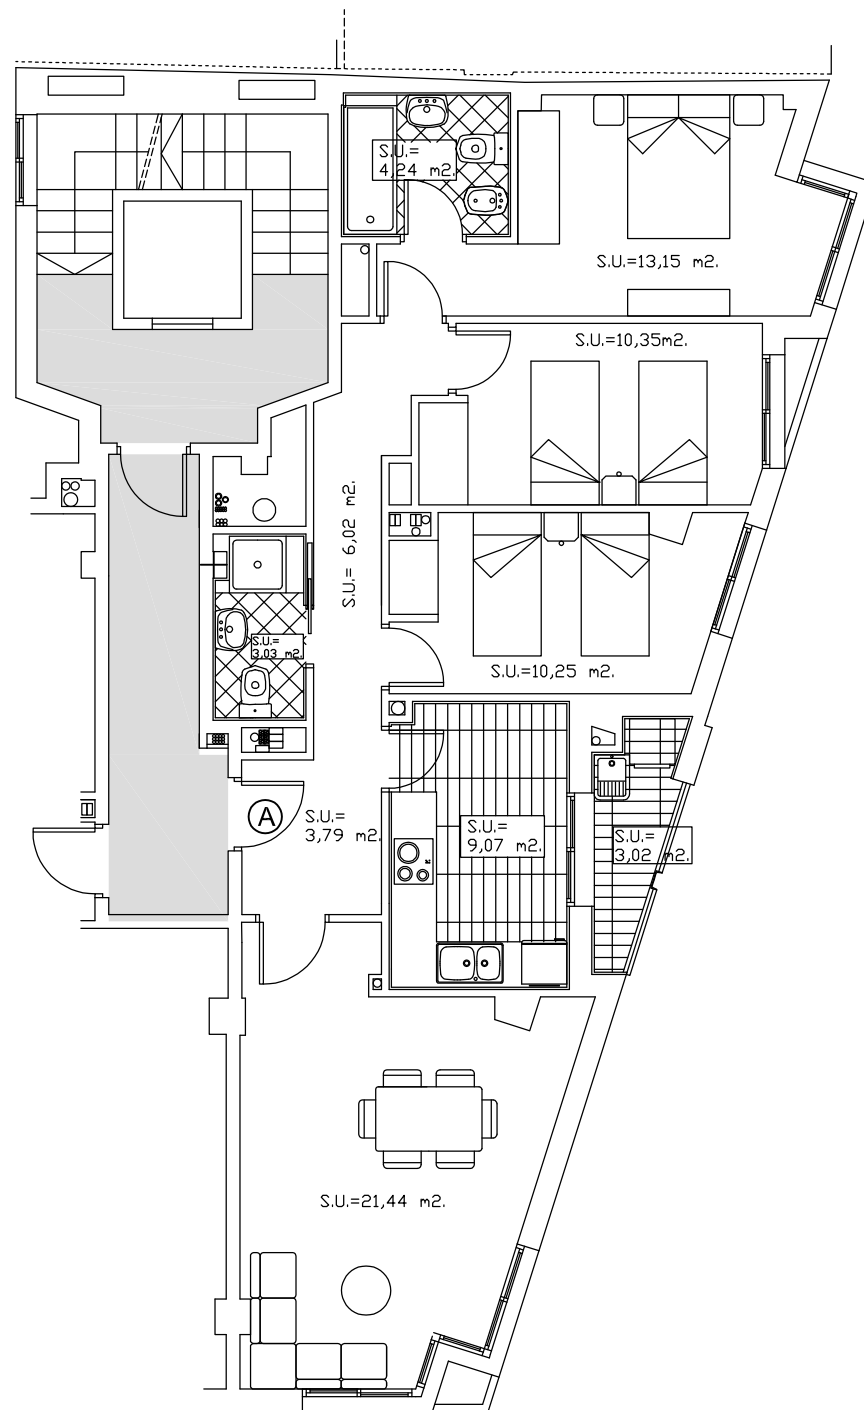 S.U.=
4,24 m2.
S.U.=13,15 m2.
S.U.=10,35m2.
S.U.= 6,02 m2.
S.U.=
3,03 m2.
S.U.=10,25 m2.
A
S.U.=
3,79 m2.
S.U.=
9,07 m2.
S.U.=
3,02 m2.
S.U.=21,44 m2.